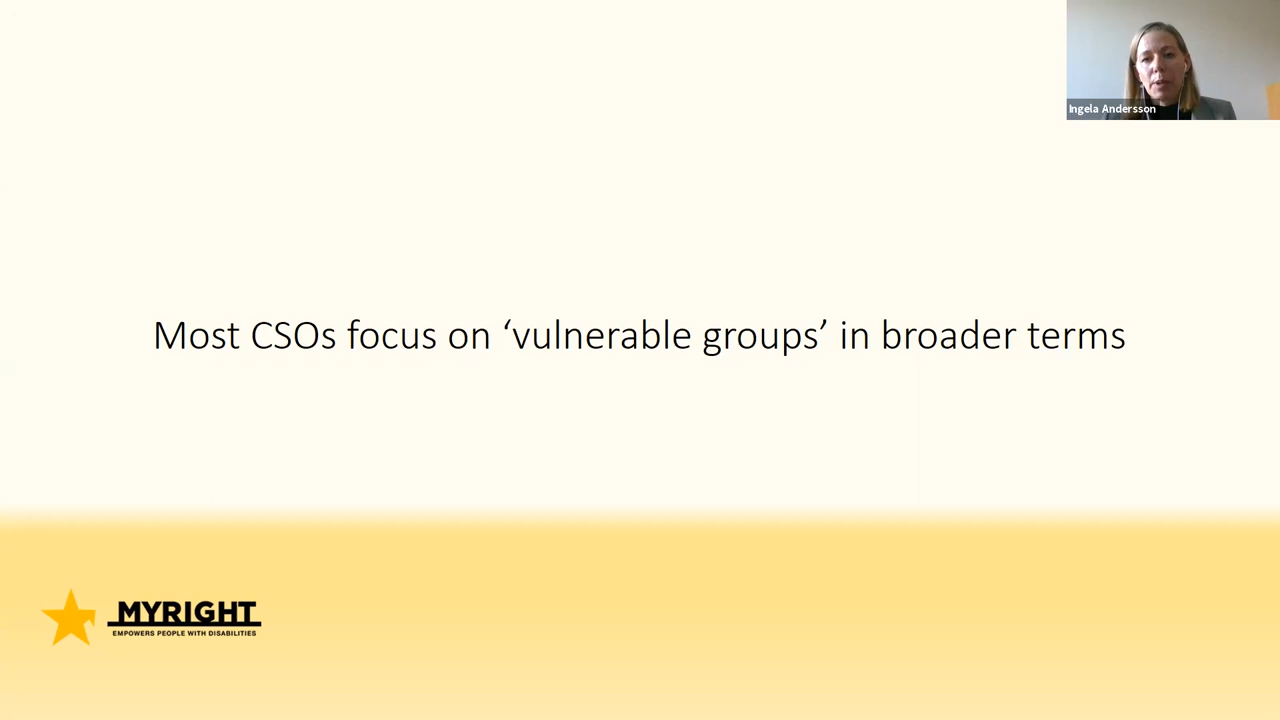 Ingela Andersson
Most CSOs focus on ‘vulnerable groups’ in broader terms
MYRIGHT
EMPOWERS PEOPLE WITH DISABILITIES